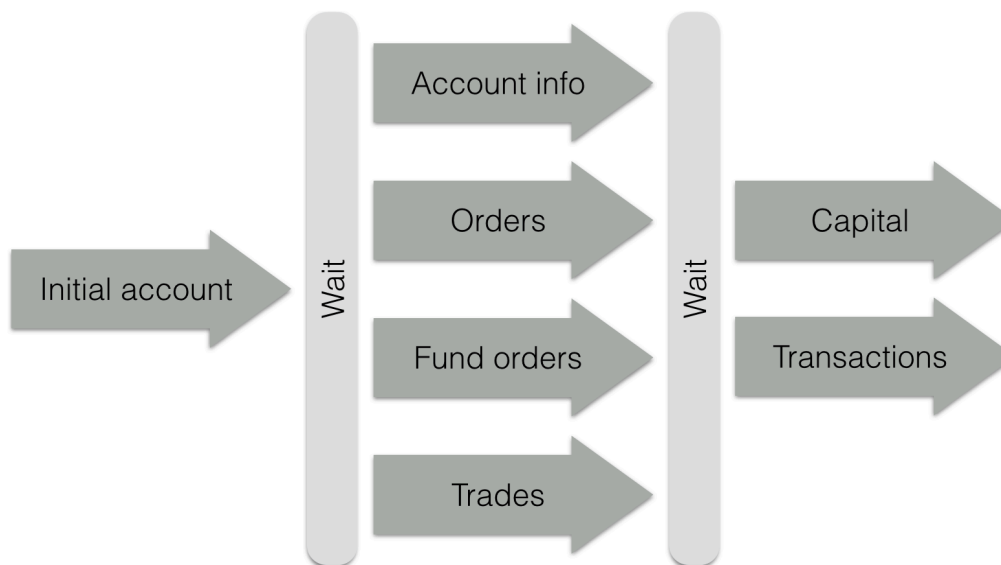 Initial account
Wait
Account info
Orders
Fund orders
Trades
Wait
Capital
Transactions